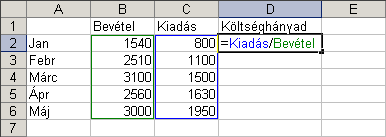 A B C D E
1 Bevétel Kiadás Költséghányad
2 Jan 1540 800 =Kiadás/Bevétel
3 Febr 2510 1100
4 Márc 3100 1500
5 Ápr 2560 1630
6 Máj 3000 1950
7